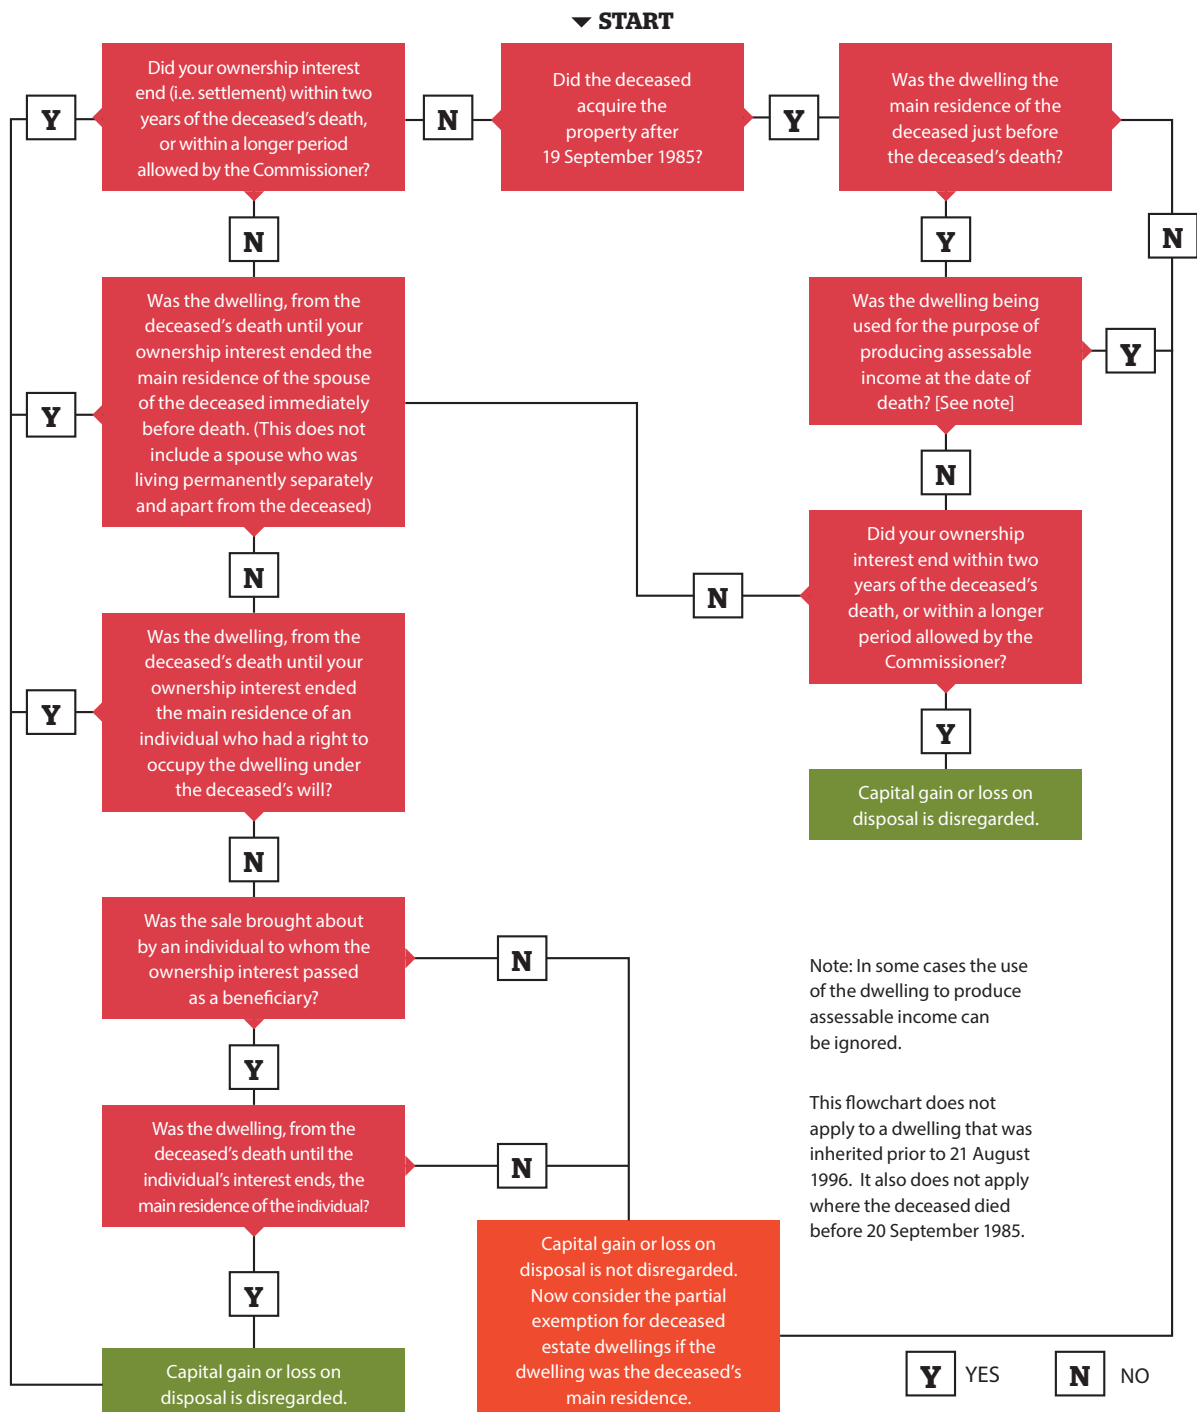 START
Did your ownership interest
end (i.e. settlement) within two
years of the deceased's death,
or within a longer period
allowed by the Commissioner?
Y
N
Did the deceased
acquire the
property after
19 September 1985?
Y
Was the dwelling the
main residence of the
deceased just before
the deceased's death?
N
Y
N
Was the dwelling, from the
deceased's death until your
ownership interest ended the
main residence of the spouse
of the deceased immediately
before death. (This does not
include a spouse who was
living permanently separately
and apart from the deceased)
Y
Was the dwelling being
used for the purpose of
producing assessable
income at the date of
death? [See note]
Y
N
N
Did your ownership
interest end within two
years of the deceased's
death, or within a longer
period allowed by the
Commissioner?
N
Y
Capital gain or loss on
disposal is disregarded.
Was the dwelling, from the
deceased's death until your
ownership interest ended
the main residence of an
individual who had a right to
occupy the dwelling under
the deceased's will?
Y
N
Was the sale brought about
by an individual to whom the
ownership interest passed
as a beneficiary?
N
Y
Was the dwelling, from the
deceased's death until the
individual's interest ends, the
main residence of the individual?
N
Y
Capital gain or loss on
disposal is disregarded.
Capital gain or loss on
disposal is not disregarded.
Now consider the partial
exemption for deceased
estate dwellings if the
dwelling was the deceased's
main residence.
Note: In some cases the use
of the dwelling to produce
assessable income can
be ignored.
This flowchart does not
apply to a dwelling that was
inherited prior to 21 August
1996. It also does not apply
where the deceased died
before 20 September 1985.
Y YES N NO